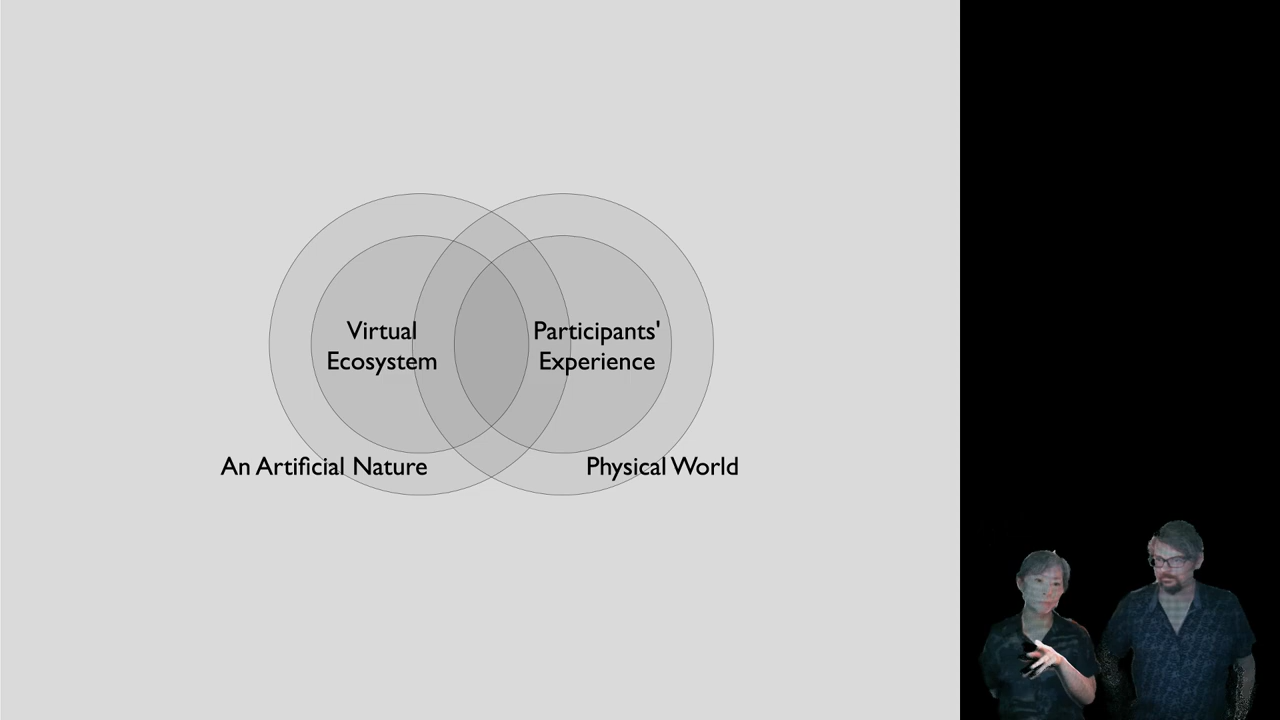 Virtual
Ecosystem
Participants'
Experience
An Artificial Nature
Physical World